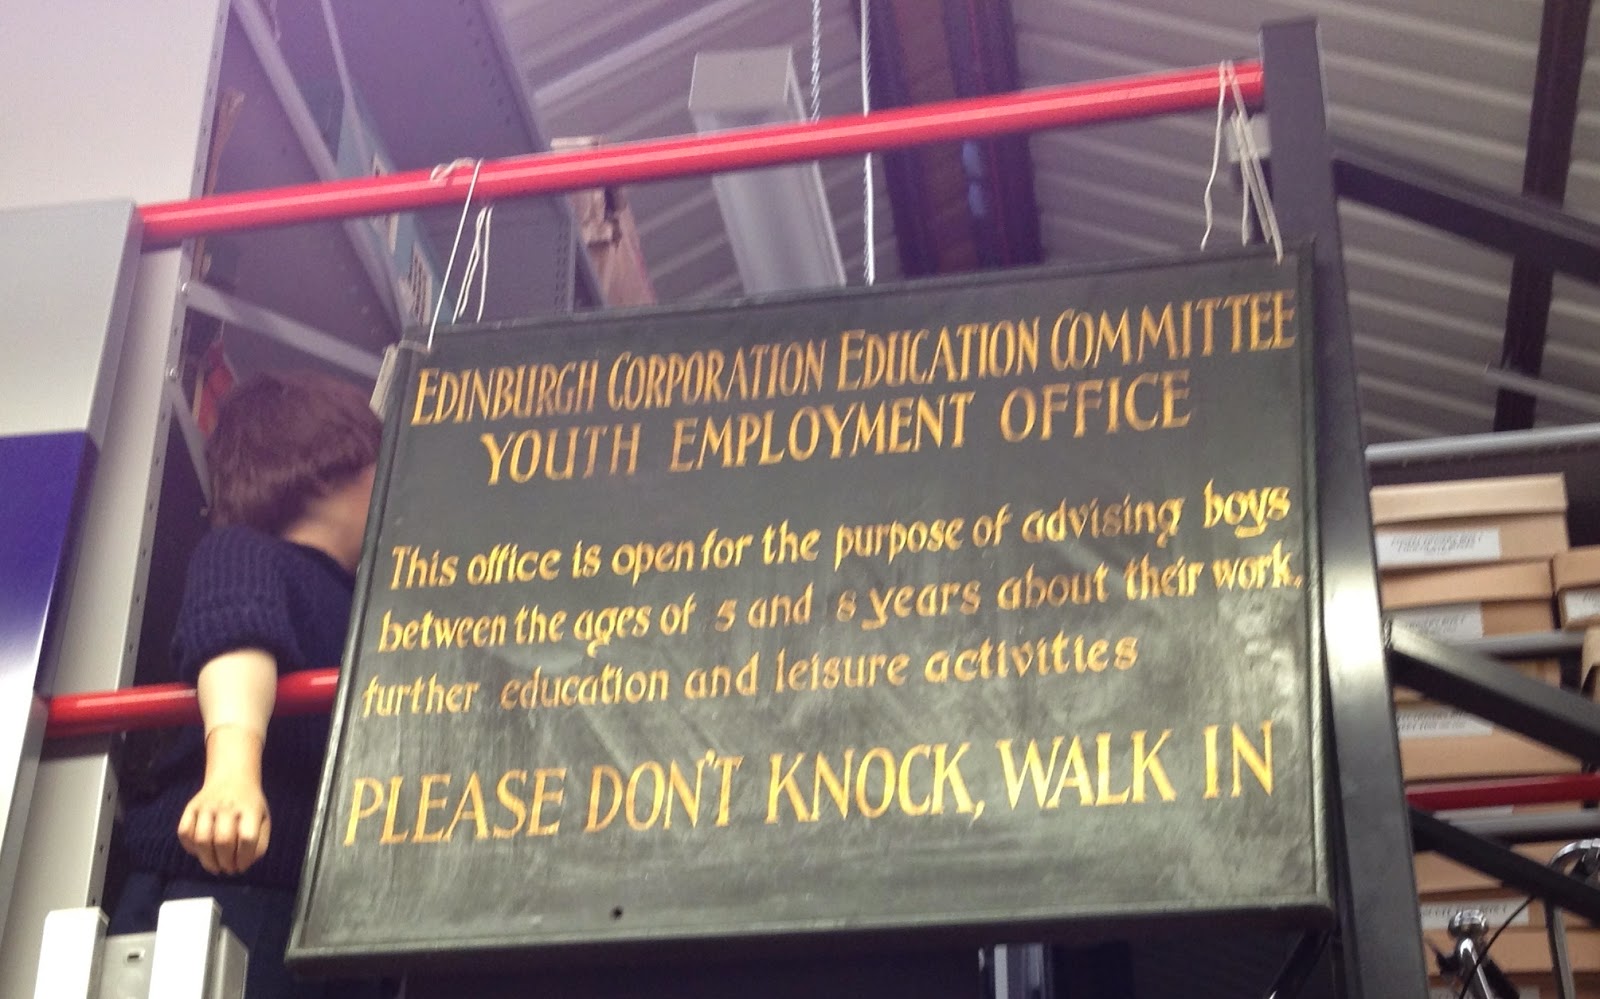 EDINBURGH CORPORATION EDUCATION COMMITTEE
YOUTH EMPLOYMENT OFFICE
This office is open for the purpose of advising boys
between the ages of 5 and 8 years about their work,
further education and leisure activities
PLEASE DON'T KNOCK, WALK IN